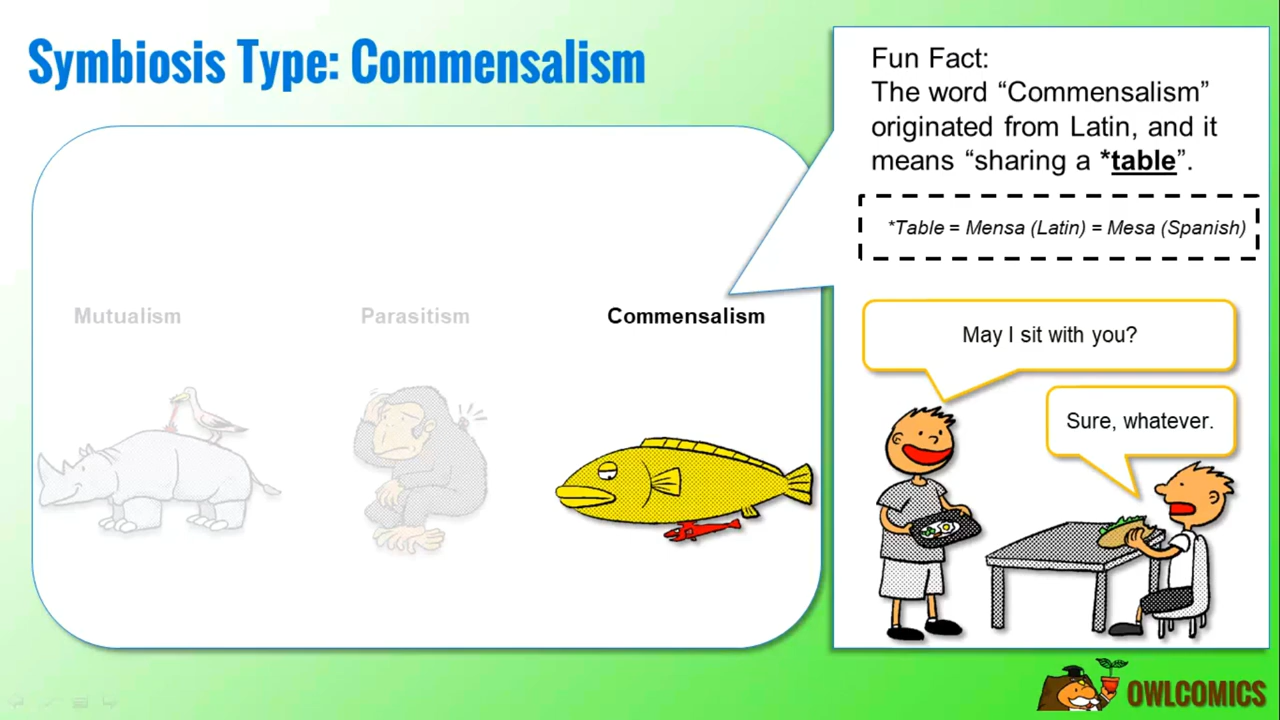 Symbiosis Type: Commensalism
Fun Fact:
The word “Commensalism”
originated from Latin, and it
means “sharing a *table”.
*Table = Mensa (Latin) = Mesa (Spanish)
Mutualism
Parasitism
Commensalism
May I sit with you?
Sure, whatever.
OWLCOMICS